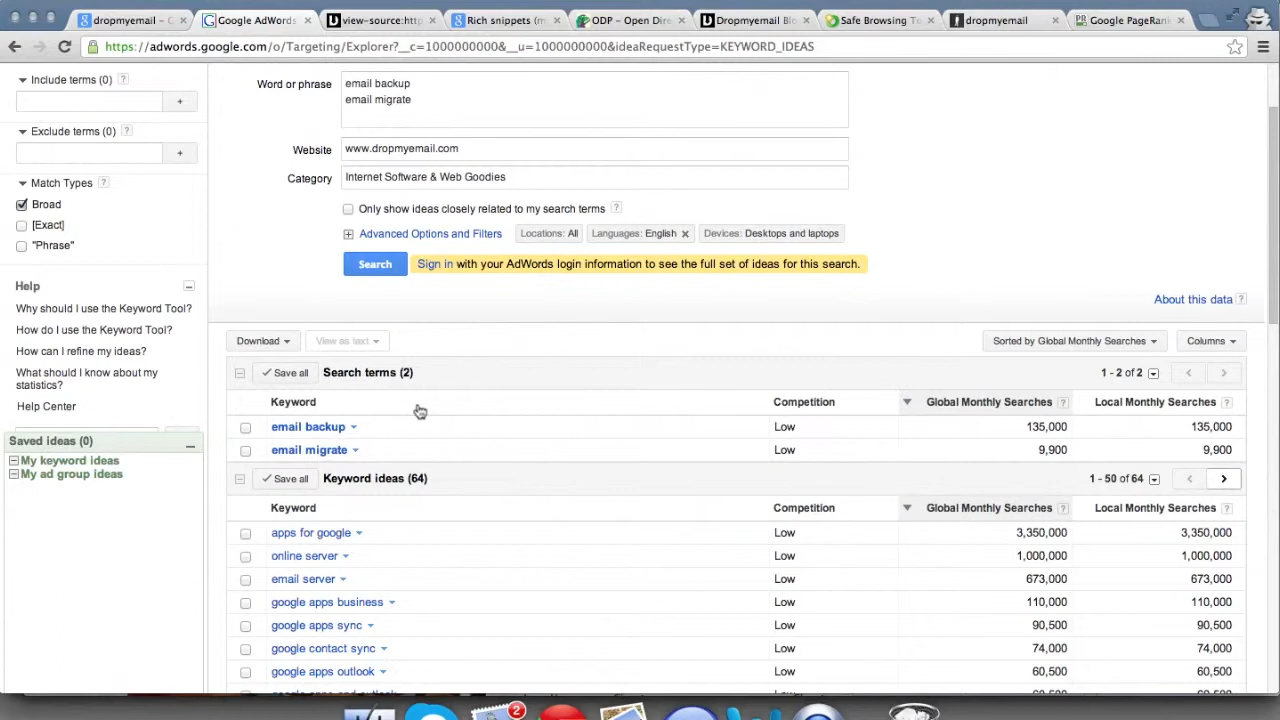 dropmyemail – C
Google AdWords
view-source:http
Rich snippets (m
ODP – Open Dire
Dropmyemail Blo
Safe Browsing To
dropmyemail
Google PageRank
https://adwords.google.com/o/Targeting/Explorer?__c=1000000000&__u=1000000000&ideaRequestType=KEYWORD_IDEAS
Include terms (0) ?
+
Exclude terms (0) ?
+
Match Types ?
Broad
[Exact]
"Phrase"
Help
Why should I use the Keyword Tool?
How do I use the Keyword Tool?
How can I refine my ideas?
What should I know about my
statistics?
Help Center
Saved ideas (0)
My keyword ideas
My ad group ideas
Word or phrase
email backup
email migrate
Website www.dropmyemail.com
Category Internet Software & Web Goodies
Only show ideas closely related to my search terms ?
Advanced Options and Filters Locations: All Languages: English x Devices: Desktops and laptops
Search Sign in with your AdWords login information to see the full set of ideas for this search.
About this data ?
Download View as text Sorted by Global Monthly Searches Columns
Save all Search terms (2) 1 - 2 of 2
Keyword Competition Global Monthly Searches ? Local Monthly Searches ?
email backup Low 135,000 135,000
email migrate Low 9,900 9,900
Save all Keyword ideas (64) 1 - 50 of 64
Keyword Competition Global Monthly Searches ? Local Monthly Searches ?
apps for google Low 3,350,000 3,350,000
online server Low 1,000,000 1,000,000
email server Low 673,000 673,000
google apps business Low 110,000 110,000
google apps sync Low 90,500 90,500
google contact sync Low 74,000 74,000
google apps outlook Low 60,500 60,500
2